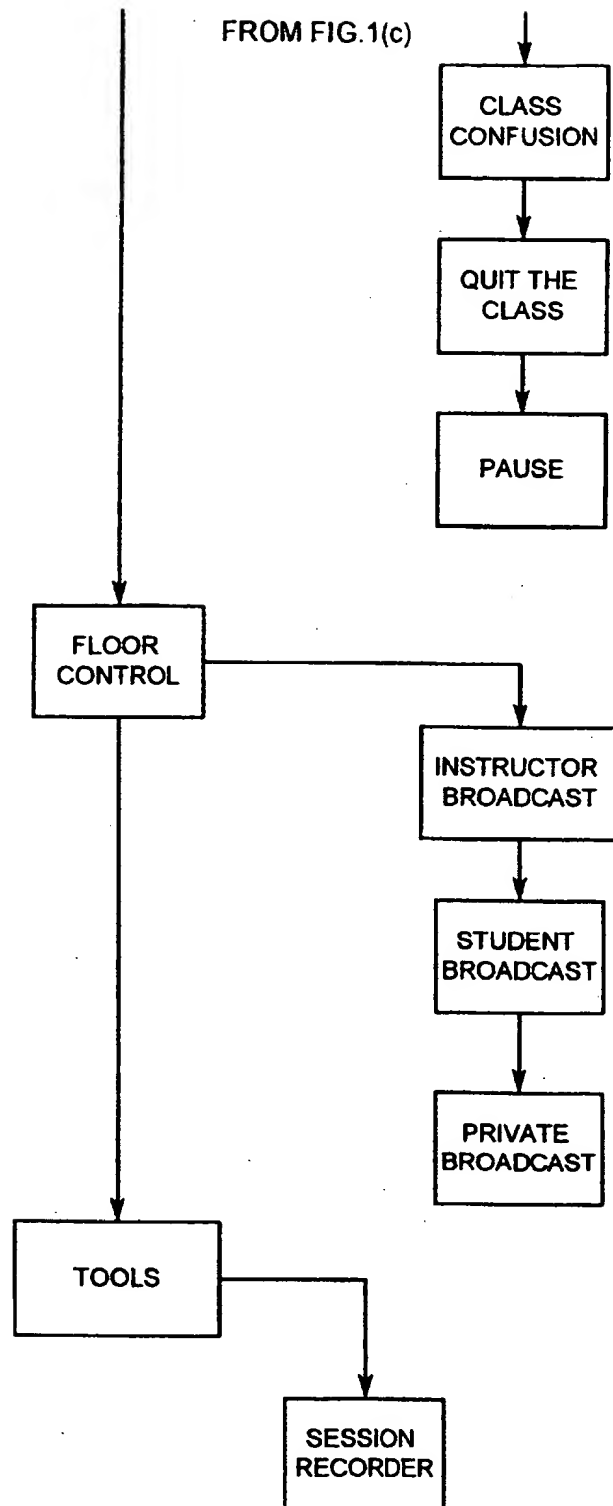 FROM FIG.1(c)
CLASS
CONFUSION
QUIT THE
CLASS
PAUSE
FLOOR
CONTROL
INSTRUCTOR
BROADCAST
STUDENT
BROADCAST
PRIVATE
BROADCAST
TOOLS
SESSION
RECORDER